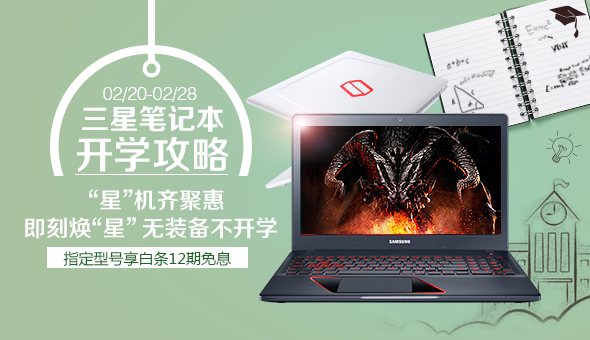 02/20-02/28
三星笔记本
开学攻略
“星”机齐聚惠
即刻焕“星” 无装备不开学
指定型号享白条12期免息
SAMSUNG